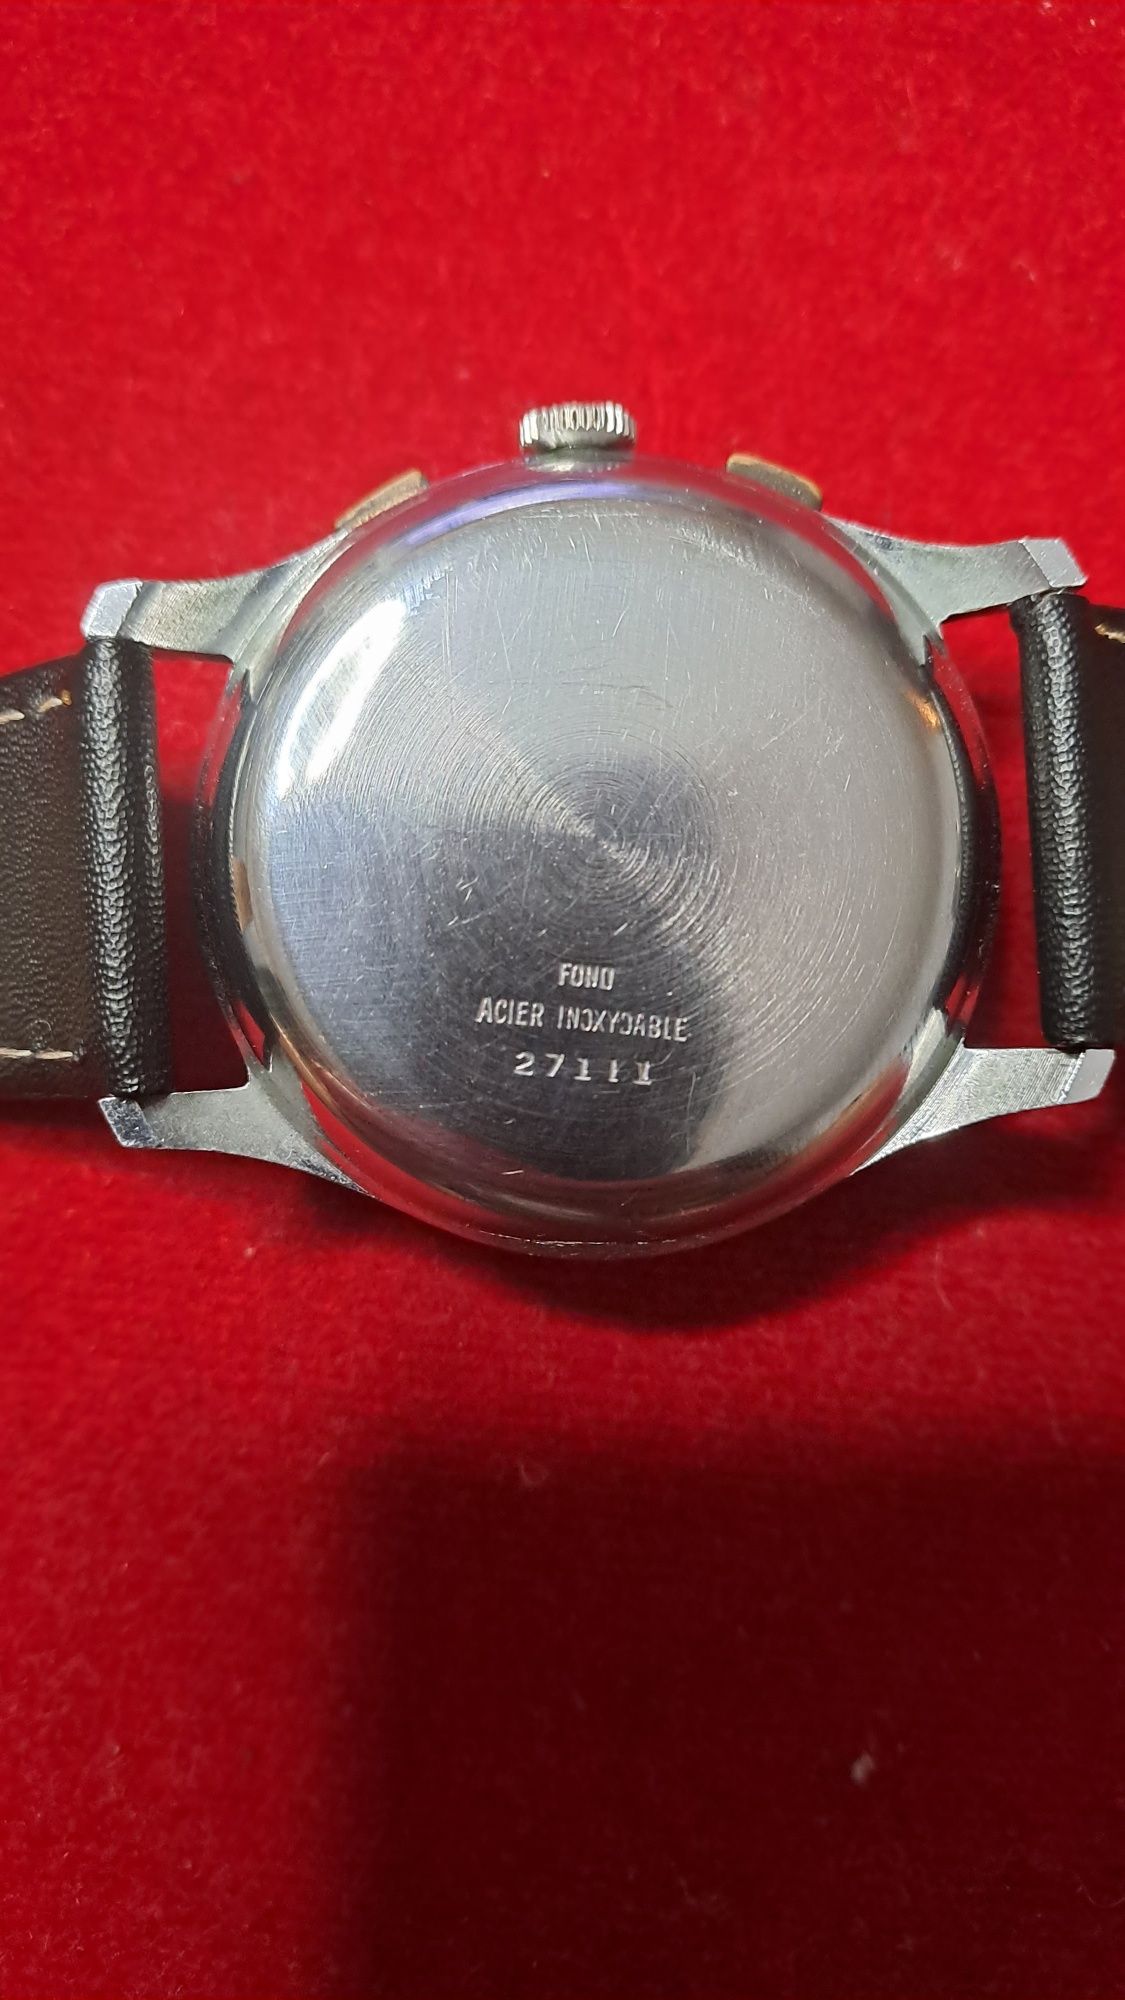 FOND
ACIER INOXYDABLE
27111